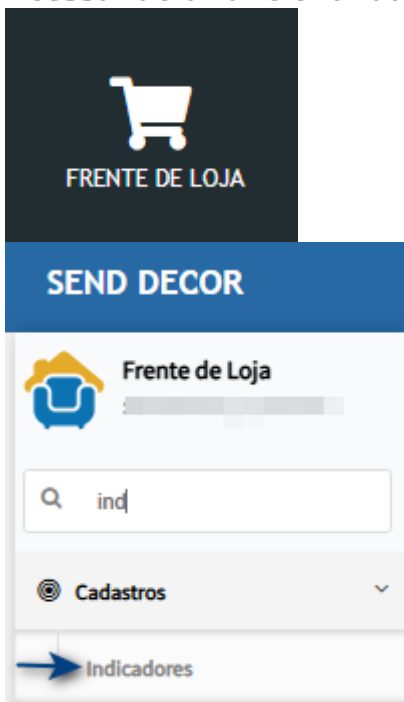 FRENTE DE LOJA
SEND DECOR
Frente de Loja
ind
Cadastros
Indicadores